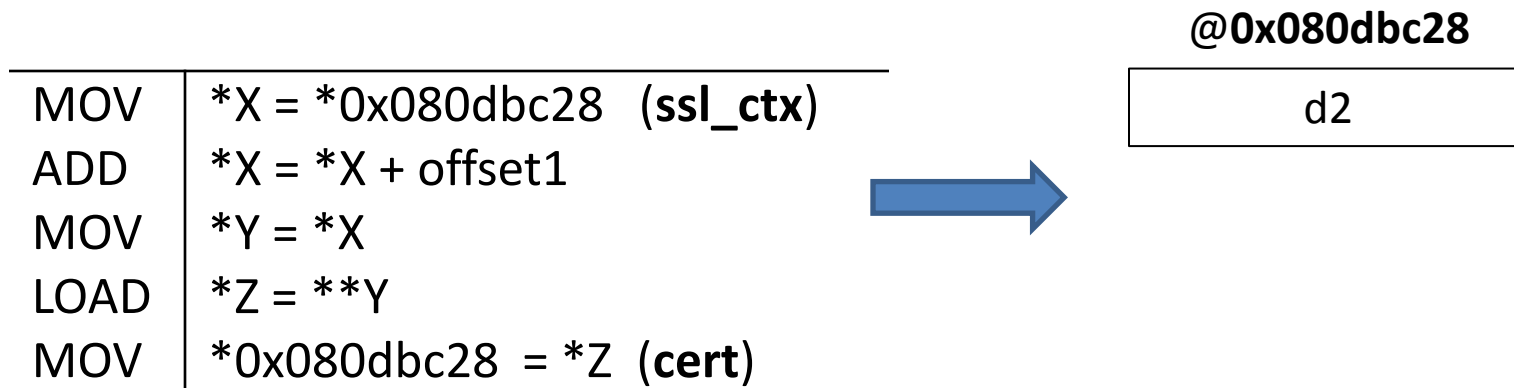 @0x080dbc28
d2
MOV *X = *0x080dbc28 (ssl_ctx)
ADD *X = *X + offset1
MOV *Y = *X
LOAD *Z = **Y
MOV *0x080dbc28 = *Z (cert)